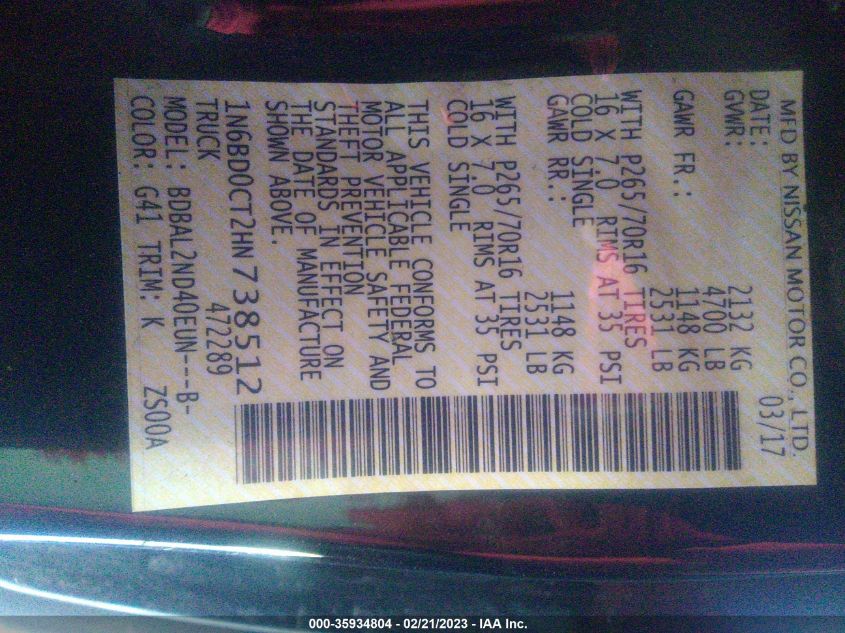 MFD BY NISSAN MOTOR CO., LTD.
DATE: 03/17
GVWR: 2132 KG
4700 LB
GAWR FR.: 1148 KG
2531 LB
WITH P265/70R16 TIRES
16 X 7.0 RIMS AT 35 PSI
COLD SINGLE
GAWR RR.: 1148 KG
2531 LB
WITH P265/70R16 TIRES
16 X 7.0 RIMS AT 35 PSI
COLD SINGLE
THIS VEHICLE CONFORMS TO
ALL APPLICABLE FEDERAL
MOTOR VEHICLE SAFETY AND
THEFT PREVENTION
STANDARDS IN EFFECT ON
THE DATE OF MANUFACTURE
SHOWN ABOVE.
1N6BD0CT2HN738512
TRUCK 472289
MODEL: BDBAL2ND40EUN---B-
COLOR: G41 TRIM: K ZS00A
000-35934804 - 02/21/2023 - IAA Inc.